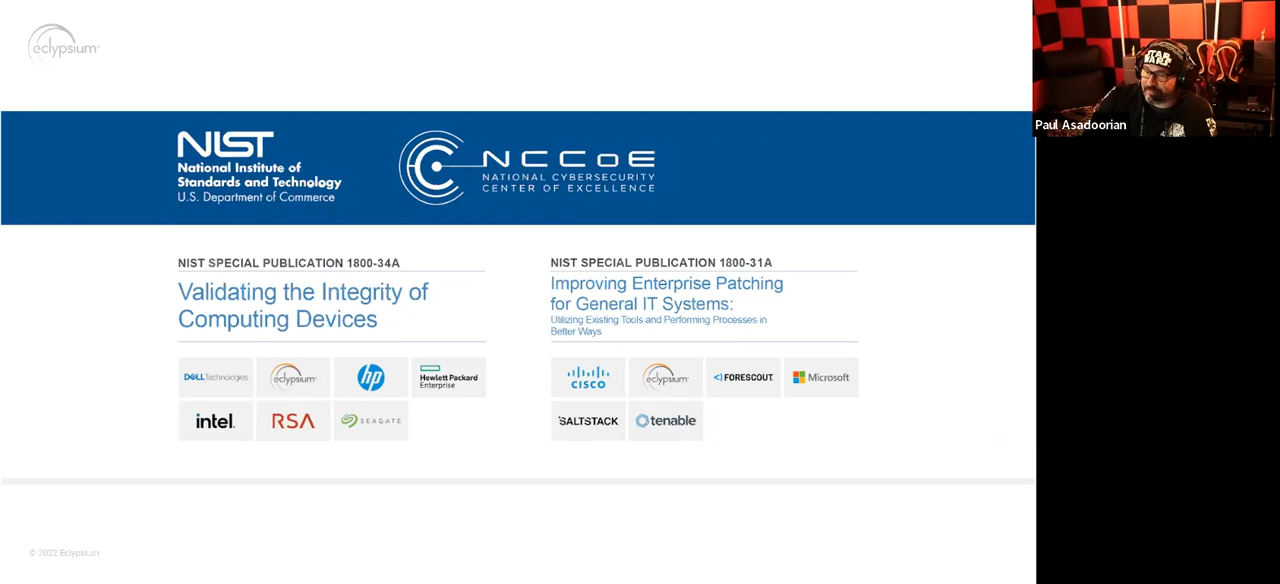 eclypsium
STAR
WARS
Paul Asadoorian
NIST
National Institute of
Standards and Technology
U.S. Department of Commerce
NCCoE
NATIONAL CYBERSECURITY
CENTER OF EXCELLENCE
NIST SPECIAL PUBLICATION 1800-34A
Validating the Integrity of
Computing Devices
DELL Technologies
eclypsium
hp
Hewlett Packard
Enterprise
intel.
RSA
SEAGATE
NIST SPECIAL PUBLICATION 1800-31A
Improving Enterprise Patching
for General IT Systems:
Utilizing Existing Tools and Performing Processes in
Better Ways
CISCO
eclypsium
FORESCOUT.
Microsoft
SALTSTACK
tenable
© 2022 Eclypsium